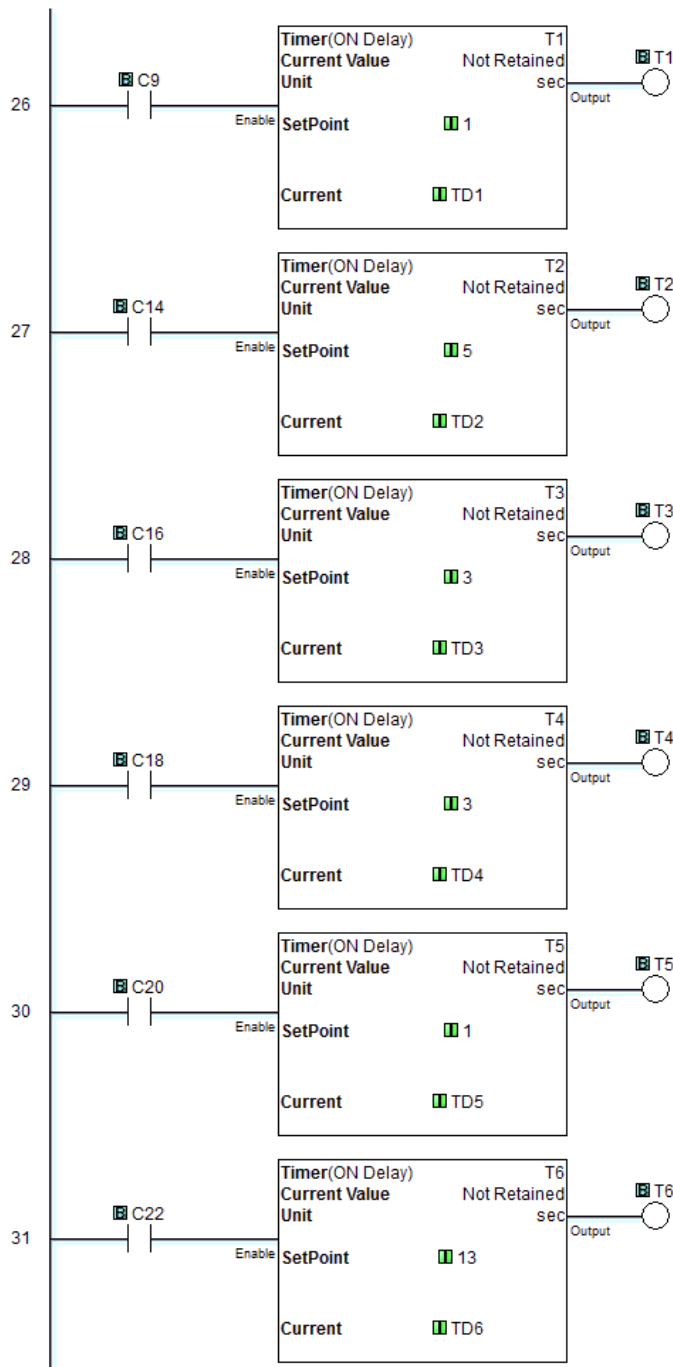 Timer(ON Delay) T1
Current Value Not Retained
Unit sec
B C9
B T1
26
Enable
Output
SetPoint 1
Current TD1
Timer(ON Delay) T2
Current Value Not Retained
Unit sec
B C14
B T2
27
Enable
Output
SetPoint 5
Current TD2
Timer(ON Delay) T3
Current Value Not Retained
Unit sec
B C16
B T3
28
Enable
Output
SetPoint 3
Current TD3
Timer(ON Delay) T4
Current Value Not Retained
Unit sec
B C18
B T4
29
Enable
Output
SetPoint 3
Current TD4
Timer(ON Delay) T5
Current Value Not Retained
Unit sec
B C20
B T5
30
Enable
Output
SetPoint 1
Current TD5
Timer(ON Delay) T6
Current Value Not Retained
Unit sec
B C22
B T6
31
Enable
Output
SetPoint 13
Current TD6